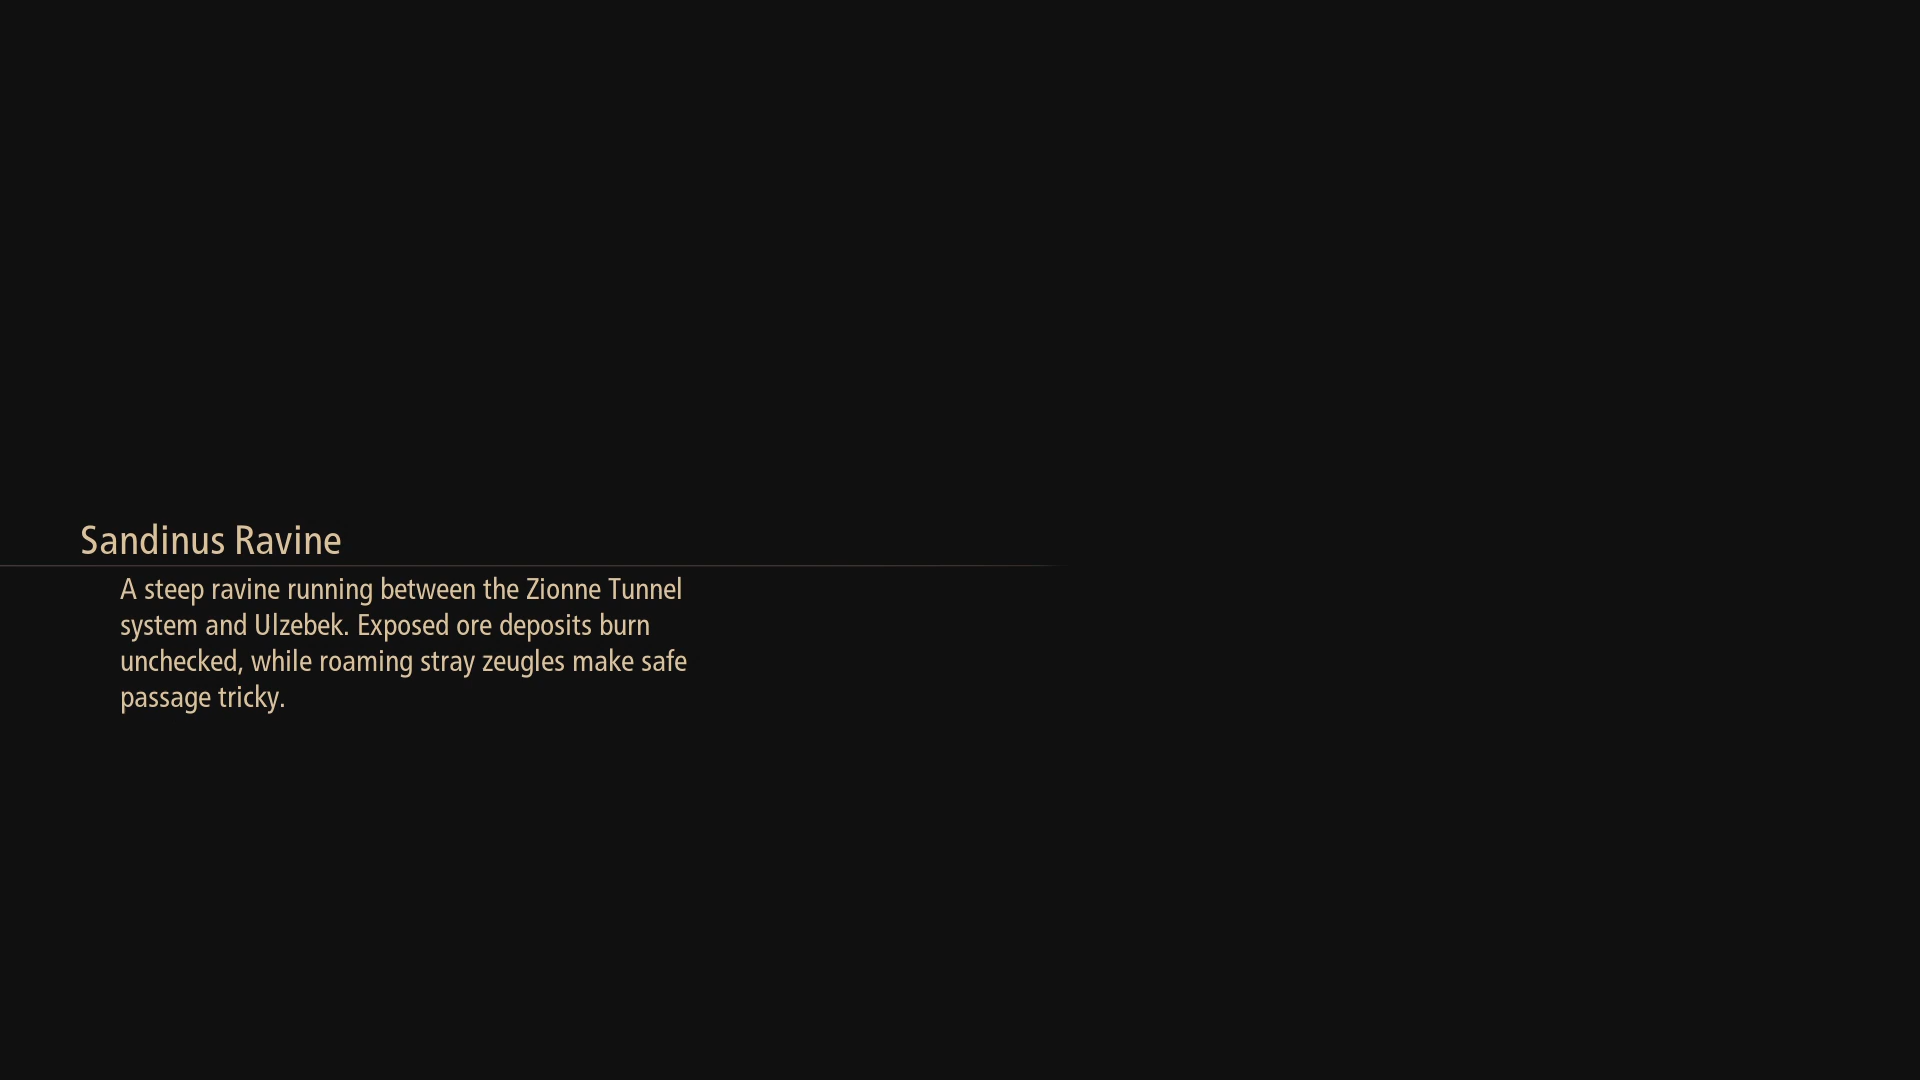 Sandinus Ravine
A steep ravine running between the Zionne Tunnel
system and Ulzebek. Exposed ore deposits burn
unchecked, while roaming stray zeugles make safe
passage tricky.